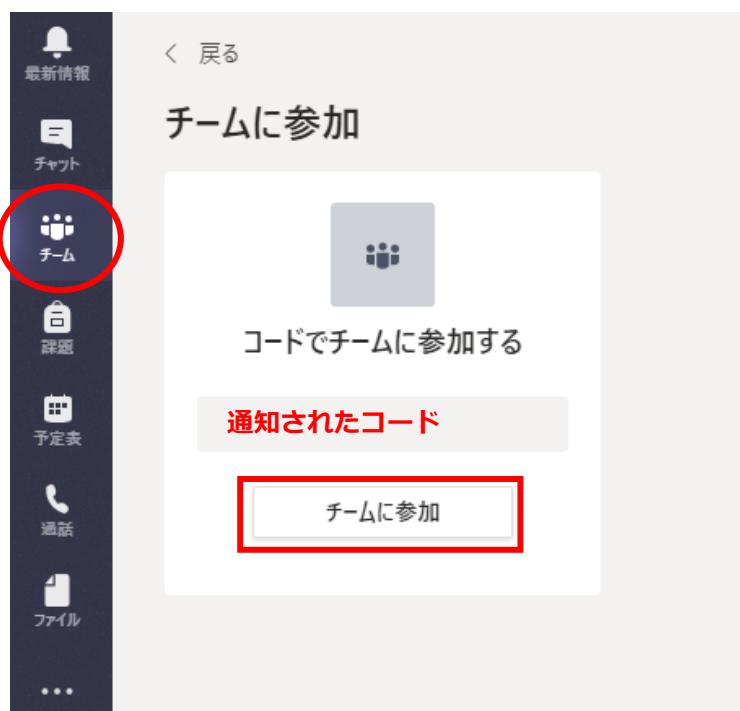 最新情報
チャット
チーム
課題
予定表
通話
ファイル
...
< 戻る
チームに参加
コードでチームに参加する
通知されたコード
チームに参加